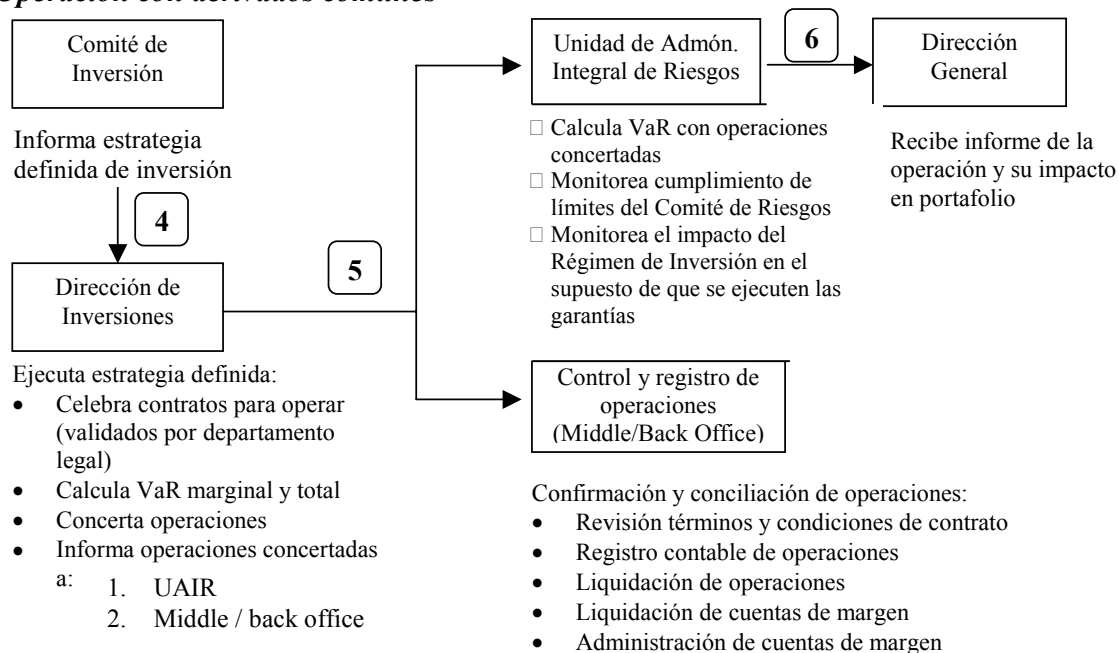 Operación con derivados comunes
Comité de
Inversión
Informa estrategia
definida de inversión
4
Dirección de
Inversiones
Ejecuta estrategia definida:
• Celebra contratos para operar
(validados por departamento
legal)
• Calcula VaR marginal y total
• Concerta operaciones
• Informa operaciones concertadas
a:
1. UAIR
2. Middle / back office
5
Unidad de Admón.
Integral de Riesgos
□ Calcula VaR con operaciones
concertadas
□ Monitorea cumplimiento de
límites del Comité de Riesgos
□ Monitorea el impacto del
Régimen de Inversión en el
supuesto de que se ejecuten las
garantías
6
Dirección
General
Recibe informe de la
operación y su impacto
en portafolio
Control y registro de
operaciones
(Middle/Back Office)
Confirmación y conciliación de operaciones:
• Revisión términos y condiciones de contrato
• Registro contable de operaciones
• Liquidación de operaciones
• Liquidación de cuentas de margen
• Administración de cuentas de margen